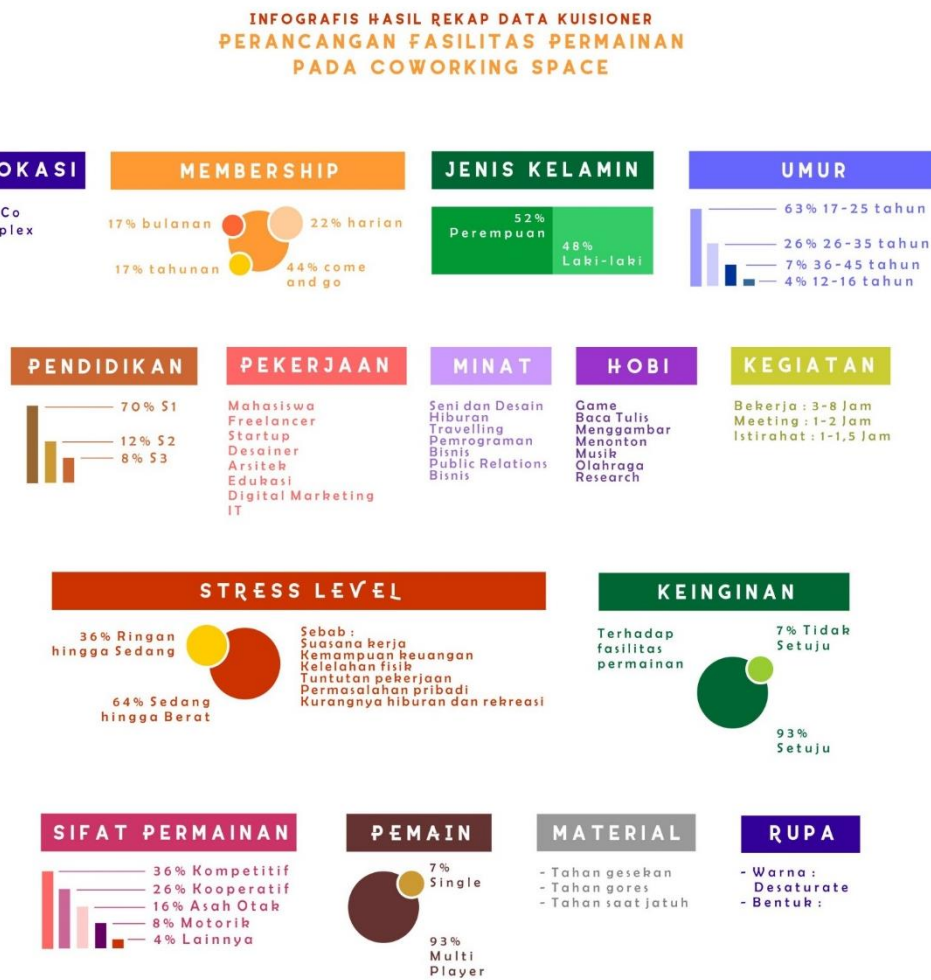 INFOGRAFIS HASIL REKAP DATA KUISIONER
PERANCANGAN FASILITAS PERMAINAN
PADA COWORKING SPACE
OKASI
Co
plex
MEMBERSHIP
17% bulanan
22% harian
17% tahunan
44% come
and go
JENIS KELAMIN
52%
Perempuan
48%
Laki-laki
UMUR
63% 17-25 tahun
26% 26-35 tahun
7% 36-45 tahun
4% 12-16 tahun
PENDIDIKAN
70% S1
12% S2
8% S3
PEKERJAAN
Mahasiswa
Freelancer
Startup
Desainer
Arsitek
Edukasi
Digital Marketing
IT
MINAT
Seni dan Desain
Hiburan
Travelling
Pemrograman
Bisnis
Public Relations
Bisnis
HOBI
Game
Baca Tulis
Menggambar
Menonton
Musik
Olahraga
Research
KEGIATAN
Bekerja : 3-8 Jam
Meeting : 1-2 Jam
Istirahat : 1-1,5 Jam
STRESS LEVEL
36% Ringan
hingga Sedang
64% Sedang
hingga Berat
Sebab :
Suasana kerja
Kemampuan keuangan
Kelelahan fisik
Tuntutan pekerjaan
Permasalahan pribadi
Kurangnya hiburan dan rekreasi
KEINGINAN
Terhadap
fasilitas
permainan
7% Tidak
Setuju
93%
Setuju
SIFAT PERMAINAN
36% Kompetitif
26% Kooperatif
16% Asah Otak
8% Motorik
4% Lainnya
PEMAIN
7%
Single
93%
Multi
Player
MATERIAL
- Tahan gesekan
- Tahan gores
- Tahan saat jatuh
RUPA
- Warna :
Desaturate
- Bentuk :